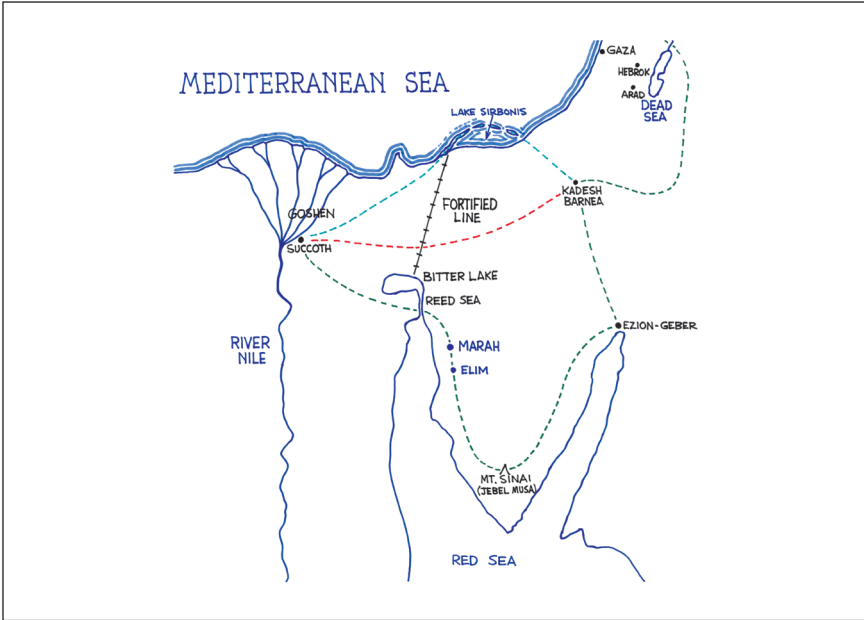 GAZA
HEBROK
ARAD
DEAD
SEA
MEDITERRANEAN SEA
LAKE SIRBONIS
KADESH
BARNEA
GOSHEN
FORTIFIED
LINE
SUCCOTH
BITTER LAKE
REED SEA
EZION-GEBER
RIVER
NILE
MARAH
ELIM
MT. SINAI
(JEBEL MUSA)
RED SEA